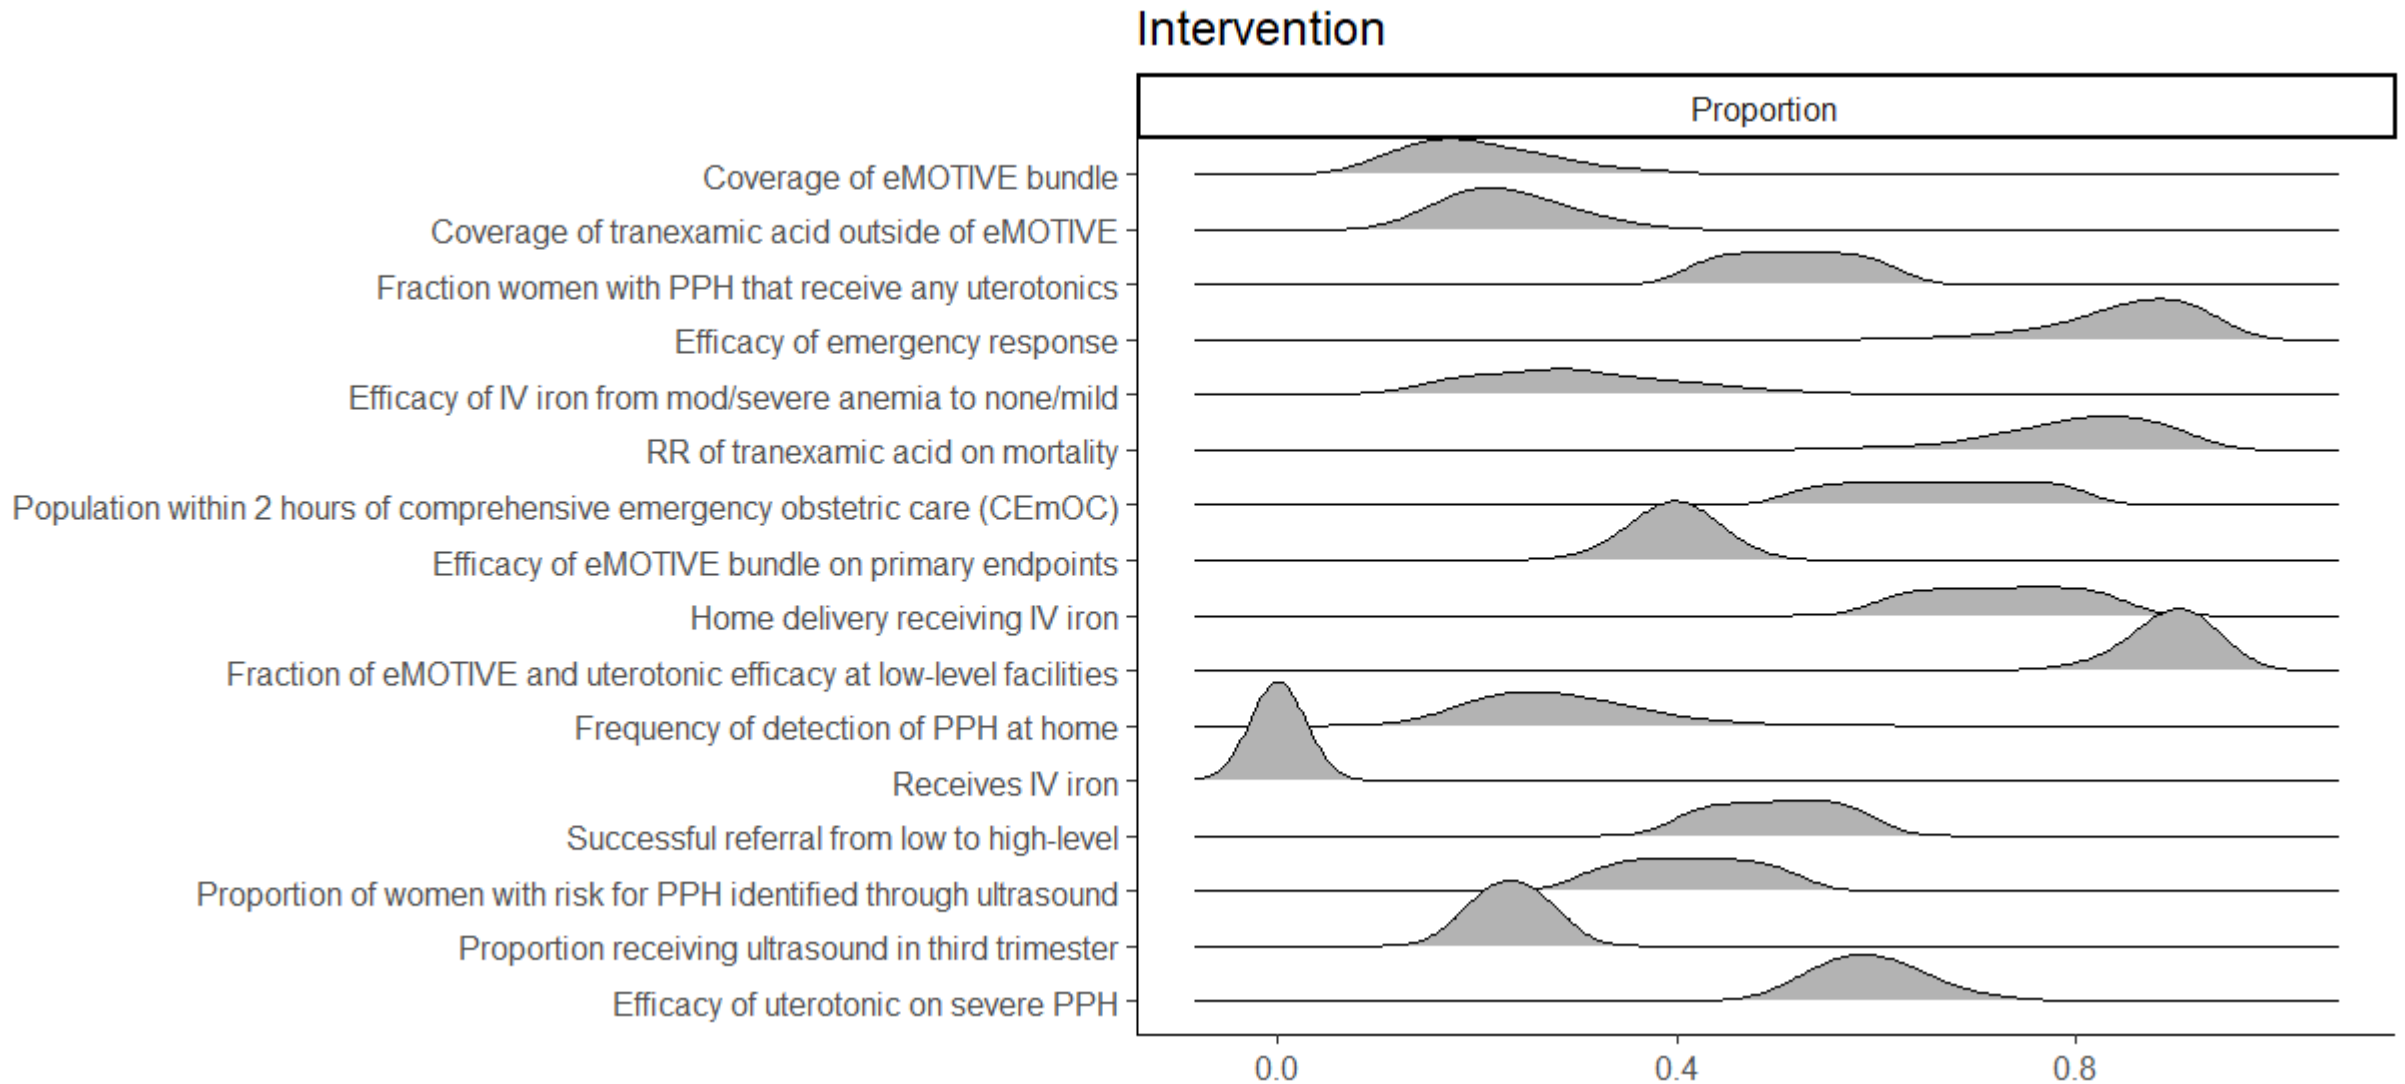 Intervention
Proportion
Coverage of eMOTIVE bundle
Coverage of tranexamic acid outside of eMOTIVE
Fraction women with PPH that receive any uterotonics
Efficacy of emergency response
Efficacy of IV iron from mod/severe anemia to none/mild
RR of tranexamic acid on mortality
Population within 2 hours of comprehensive emergency obstetric care (CEmOC)
Efficacy of eMOTIVE bundle on primary endpoints
Home delivery receiving IV iron
Fraction of eMOTIVE and uterotonic efficacy at low-level facilities
Frequency of detection of PPH at home
Receives IV iron
Successful referral from low to high-level
Proportion of women with risk for PPH identified through ultrasound
Proportion receiving ultrasound in third trimester
Efficacy of uterotonic on severe PPH
0.0 0.4 0.8